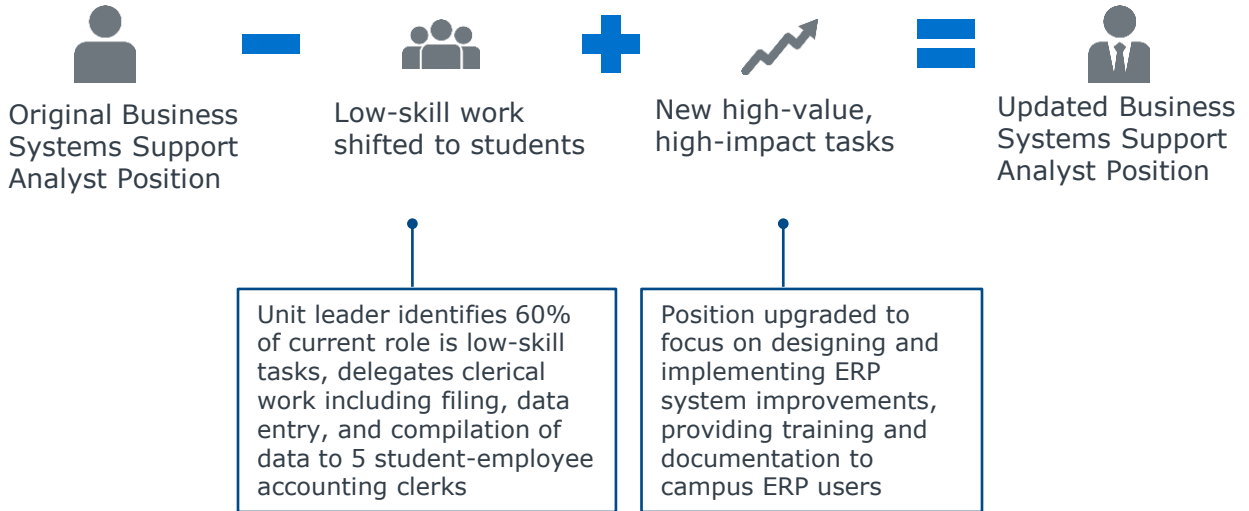 Original Business
Systems Support
Analyst Position
Low-skill work
shifted to students
New high-value,
high-impact tasks
Updated Business
Systems Support
Analyst Position
Unit leader identifies 60%
of current role is low-skill
tasks, delegates clerical
work including filing, data
entry, and compilation of
data to 5 student-employee
accounting clerks
Position upgraded to
focus on designing and
implementing ERP
system improvements,
providing training and
documentation to
campus ERP users